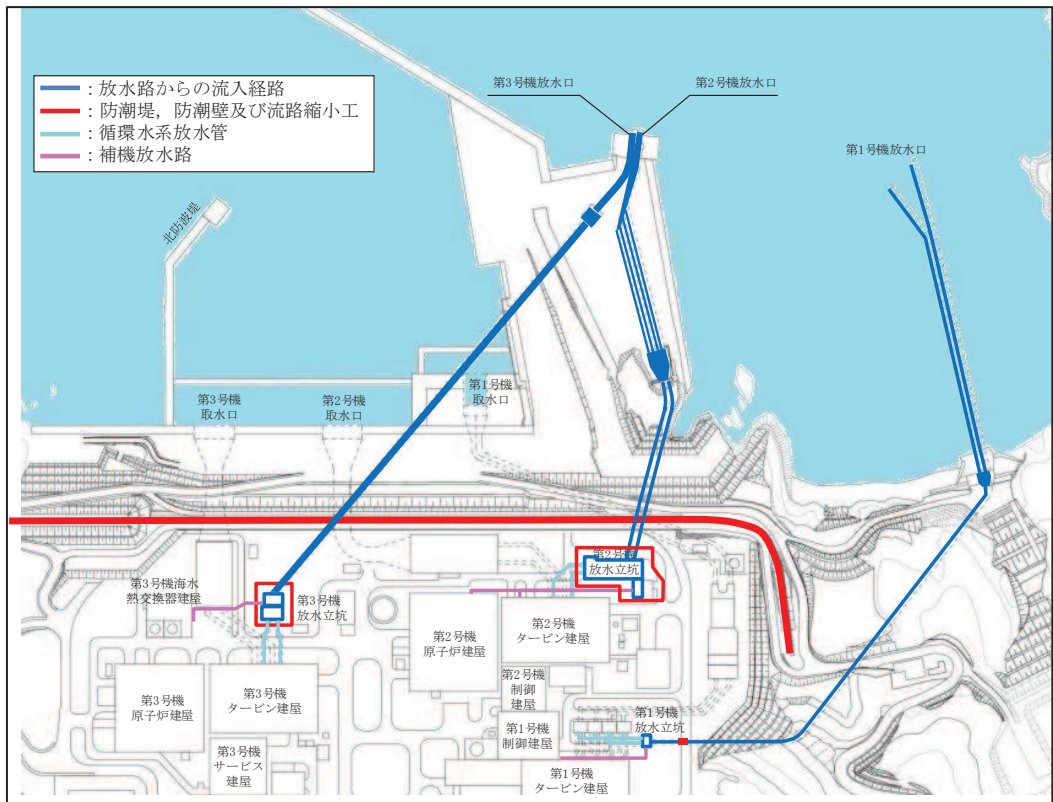 ：放水路からの流入経路
：防潮堤，防潮壁及び流路縮小工
：循環水系放水管
：補機放水路
第3号機放水口
第2号機放水口
第1号機放水口
北防波堤
第3号機
取水口
第2号機
取水口
第1号機
取水口
第3号機海水
熱交換器建屋
第3号機
放水立坑
第2号機
放水立坑
第2号機
原子炉建屋
第2号機
タービン建屋
第2号機
制御
建屋
第3号機
原子炉建屋
第3号機
タービン建屋
第1号機
制御建屋
第1号機
放水立坑
第3号機
サービス
建屋
第1号機
タービン建屋